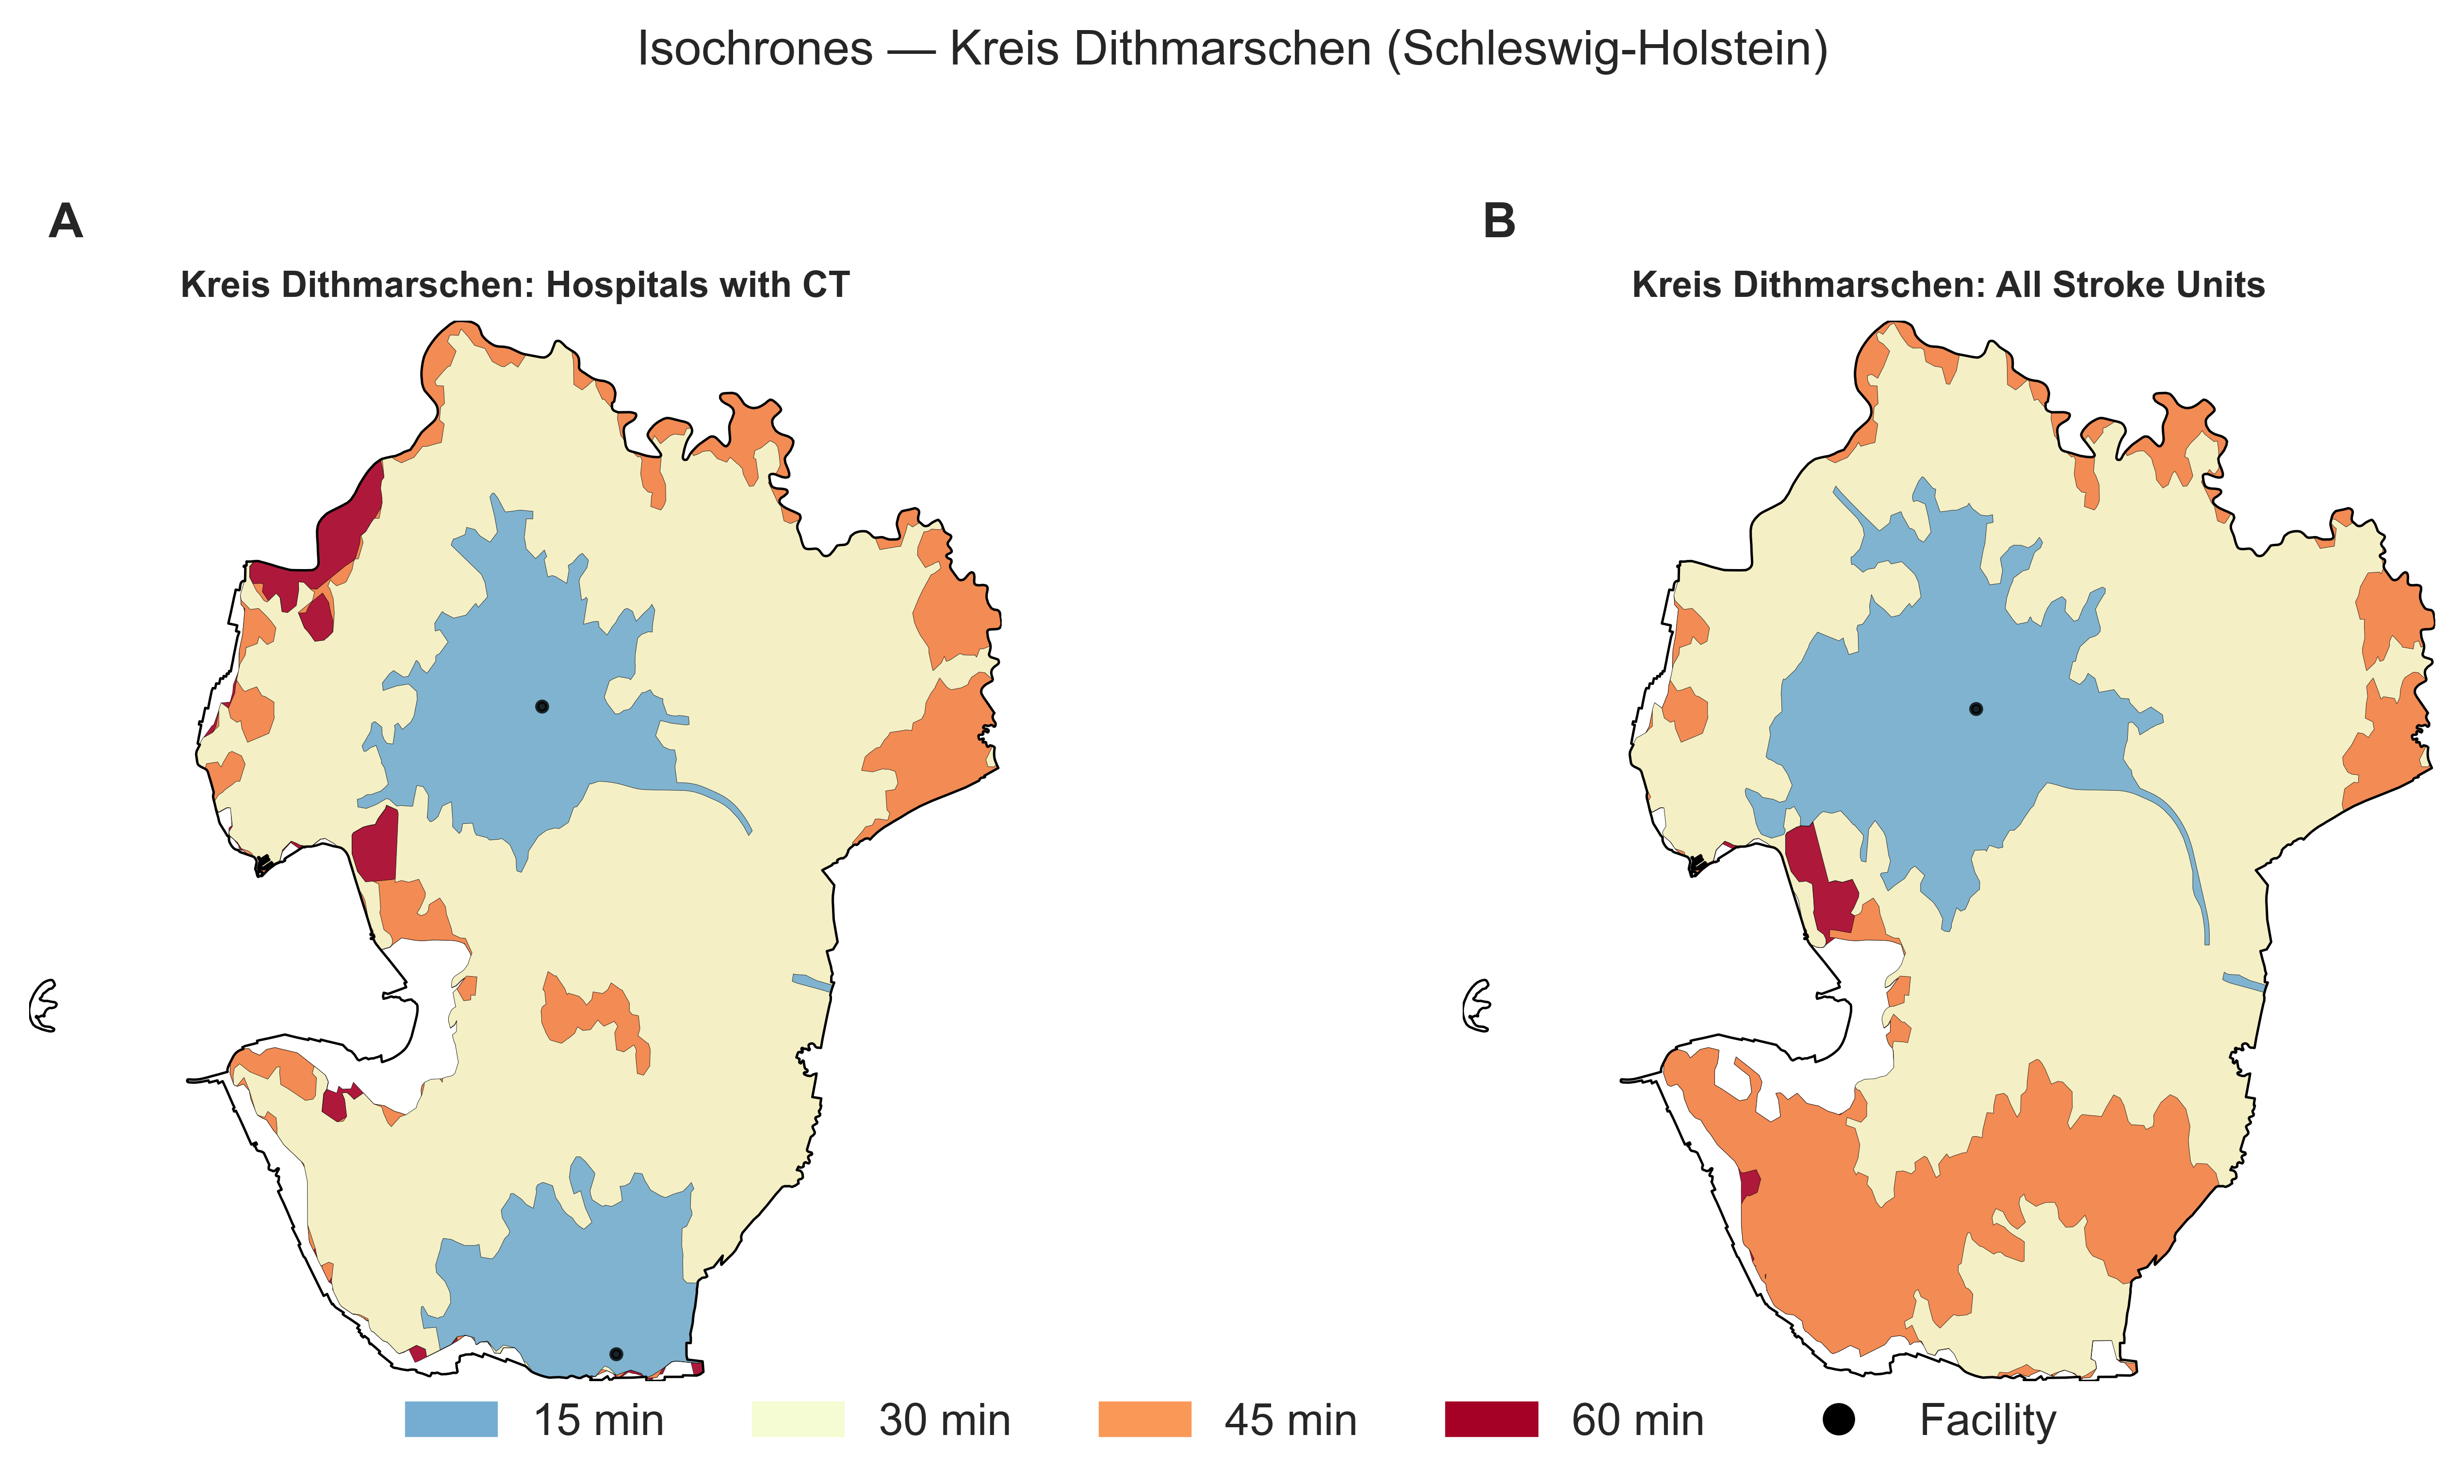 Isochrones — Kreis Dithmarschen (Schleswig-Holstein)
A
Kreis Dithmarschen: Hospitals with CT
B
Kreis Dithmarschen: All Stroke Units
15 min
30 min
45 min
60 min
Facility